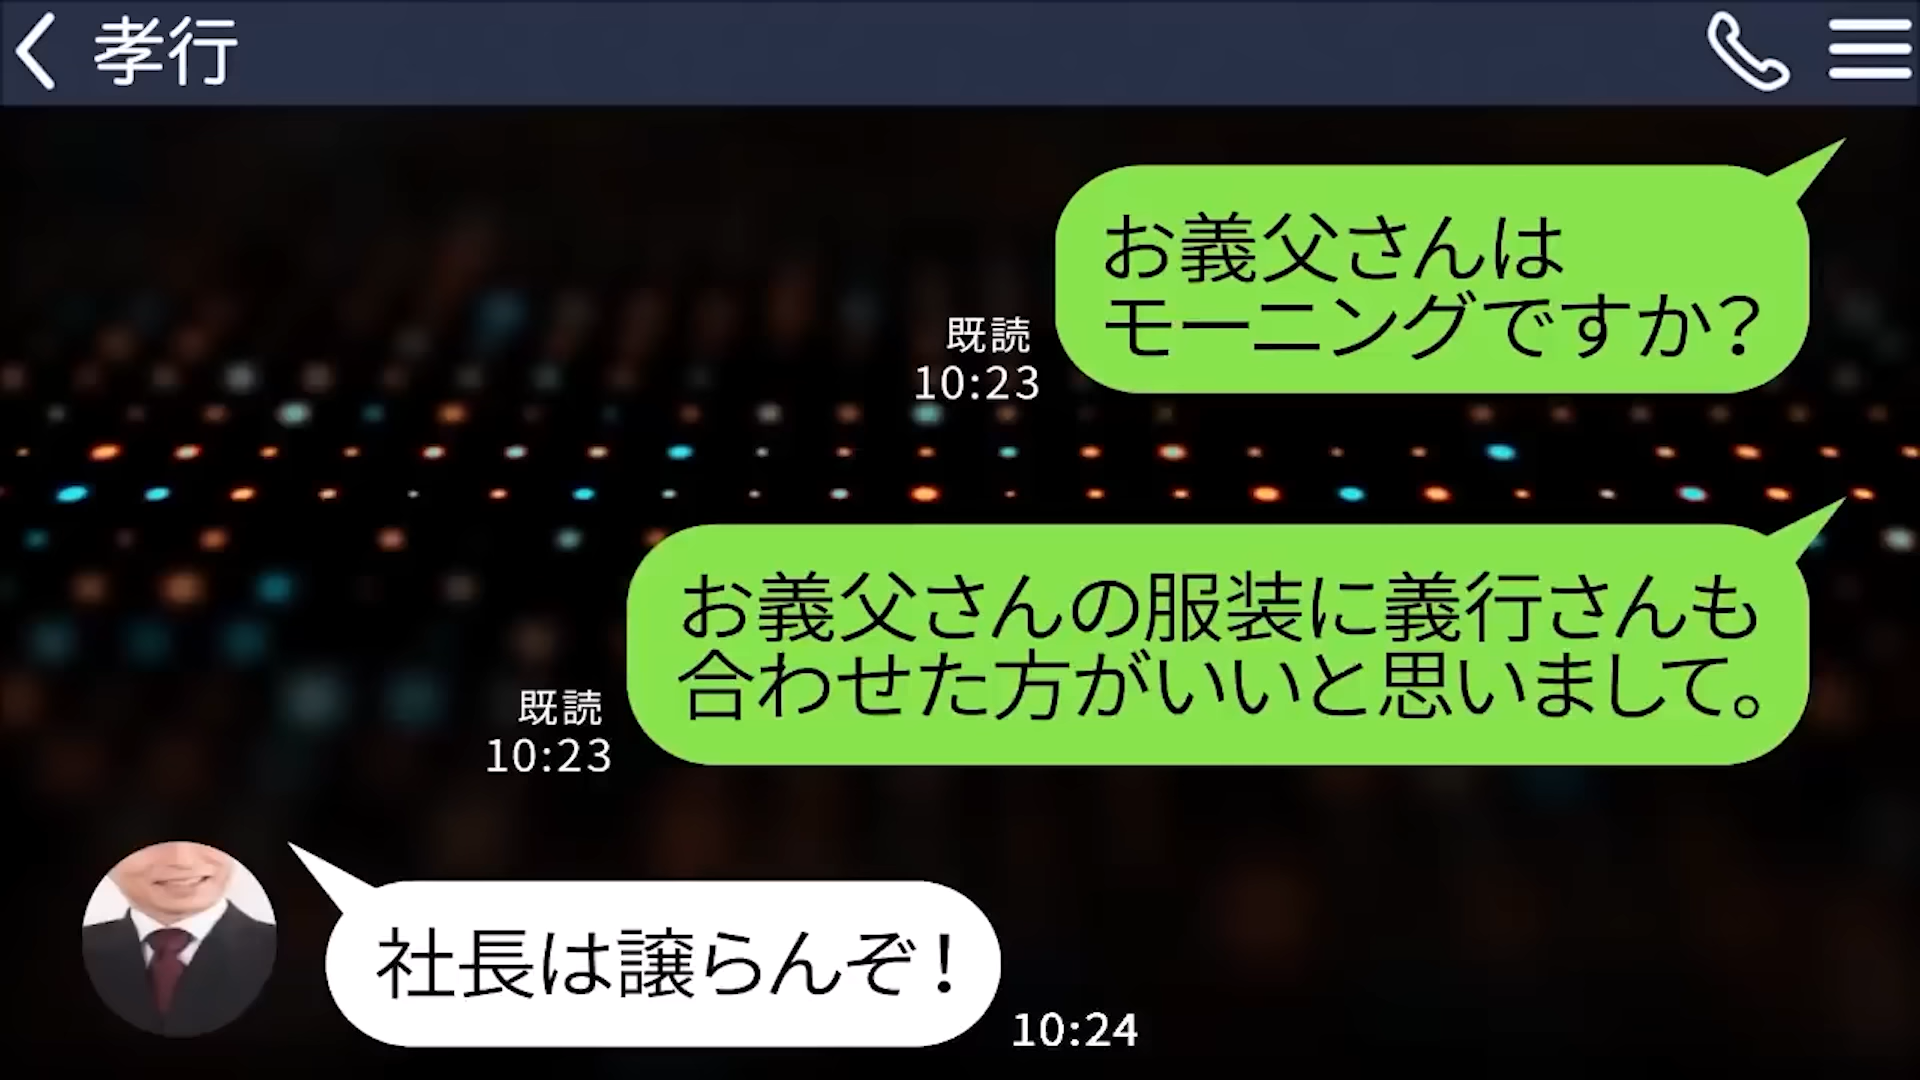 孝行
お義父さんは
モーニングですか？
既読
10:23
お義父さんの服装に義行さんも
合わせた方がいいと思いまして。
既読
10:23
社長は譲らんぞ！
10:24